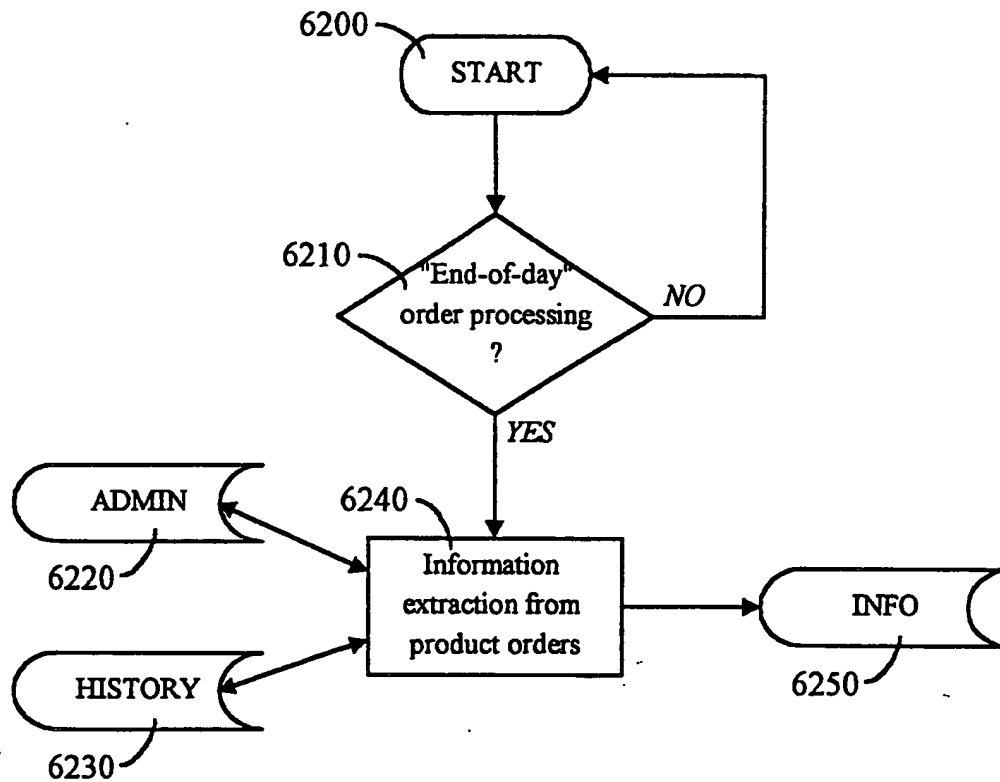 6200
START
6210
"End-of-day"
order processing
?
NO
YES
ADMIN
6220
6240
Information
extraction from
product orders
INFO
6250
HISTORY
6230